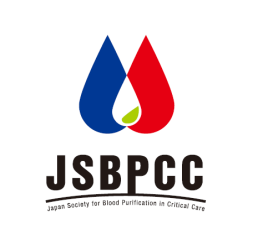 JSBPCC
Japan Society for Blood Purification in Critical Care